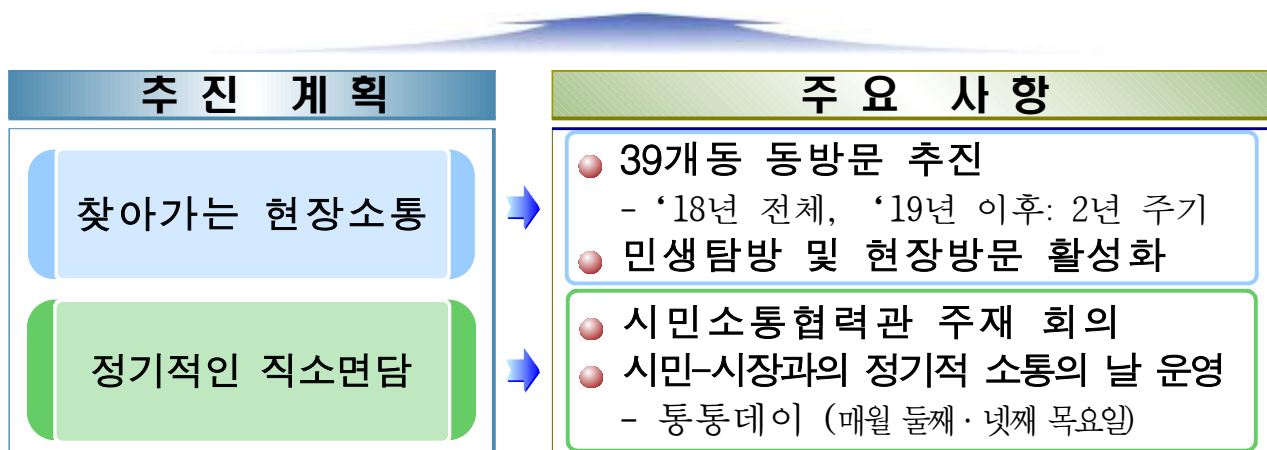 추진 계획
주요 사항
찾아가는 현장소통
39개동 동방문 추진
- ‘18년 전체, ‘19년 이후: 2년 주기
민생탐방 및 현장방문 활성화
정기적인 직소면담
시민소통협력관 주재 회의
시민-시장과의 정기적 소통의 날 운영
- 통통데이 (매월 둘째·넷째 목요일)